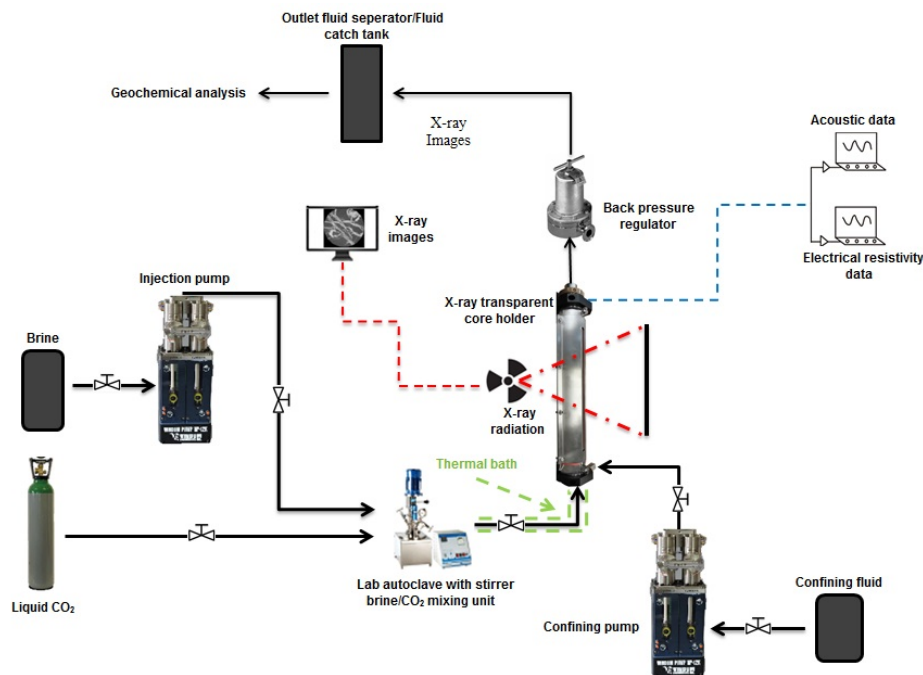 Outlet fluid seperator/Fluid
catch tank
Geochemical analysis
X-ray
Images
Acoustic data
X-ray
images
Back pressure
regulator
Electrical resistivity
data
Injection pump
X-ray transparent
core holder
Brine
X-ray
radiation
Thermal bath
Liquid CO₂
Lab autoclave with stirrer
brine/CO₂ mixing unit
Confining pump
Confining fluid